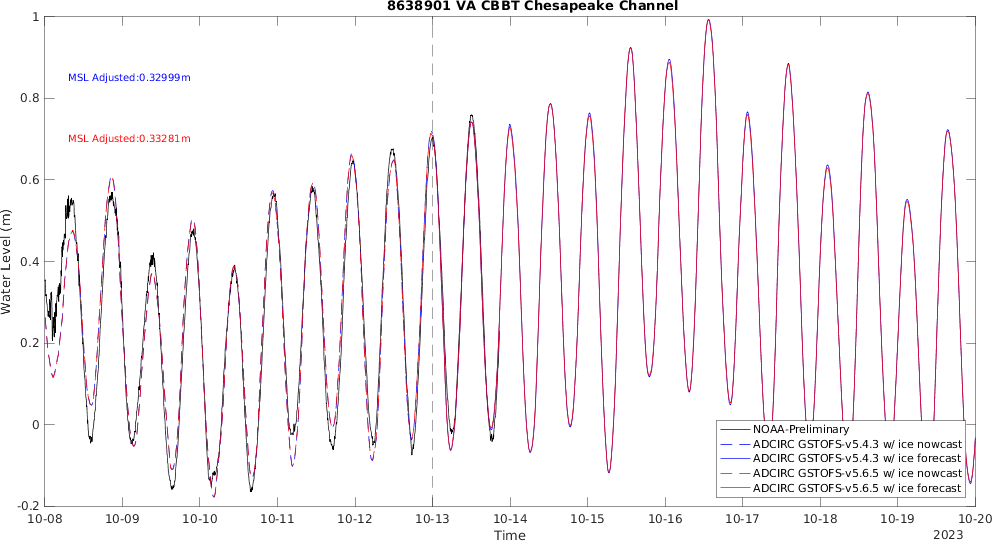 8638901 VA CBBT Chesapeake Channel
MSL Adjusted:0.32999m
MSL Adjusted:0.33281m
Water Level (m)
1
0.8
0.6
0.4
0.2
0
-0.2
NOAA-Preliminary
ADCIRC GSTOFS-v5.4.3 w/ ice nowcast
ADCIRC GSTOFS-v5.4.3 w/ ice forecast
ADCIRC GSTOFS-v5.6.5 w/ ice nowcast
ADCIRC GSTOFS-v5.6.5 w/ ice forecast
10-08 10-09 10-10 10-11 10-12 10-13 10-14 10-15 10-16 10-17 10-18 10-19 10-20
Time
2023